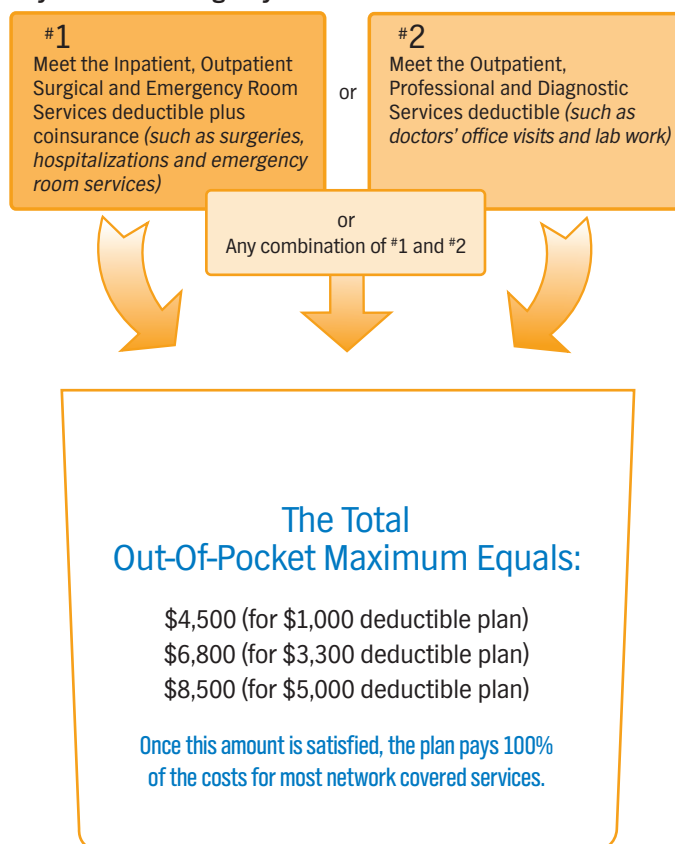 #1
Meet the Inpatient, Outpatient
Surgical and Emergency Room
Services deductible plus
coinsurance (such as surgeries,
hospitalizations and emergency
room services)
or
#2
Meet the Outpatient,
Professional and Diagnostic
Services deductible (such as
doctors' office visits and lab work)
or
Any combination of #1 and #2
The Total
Out-Of-Pocket Maximum Equals:
$4,500 (for $1,000 deductible plan)
$6,800 (for $3,300 deductible plan)
$8,500 (for $5,000 deductible plan)
Once this amount is satisfied, the plan pays 100%
of the costs for most network covered services.